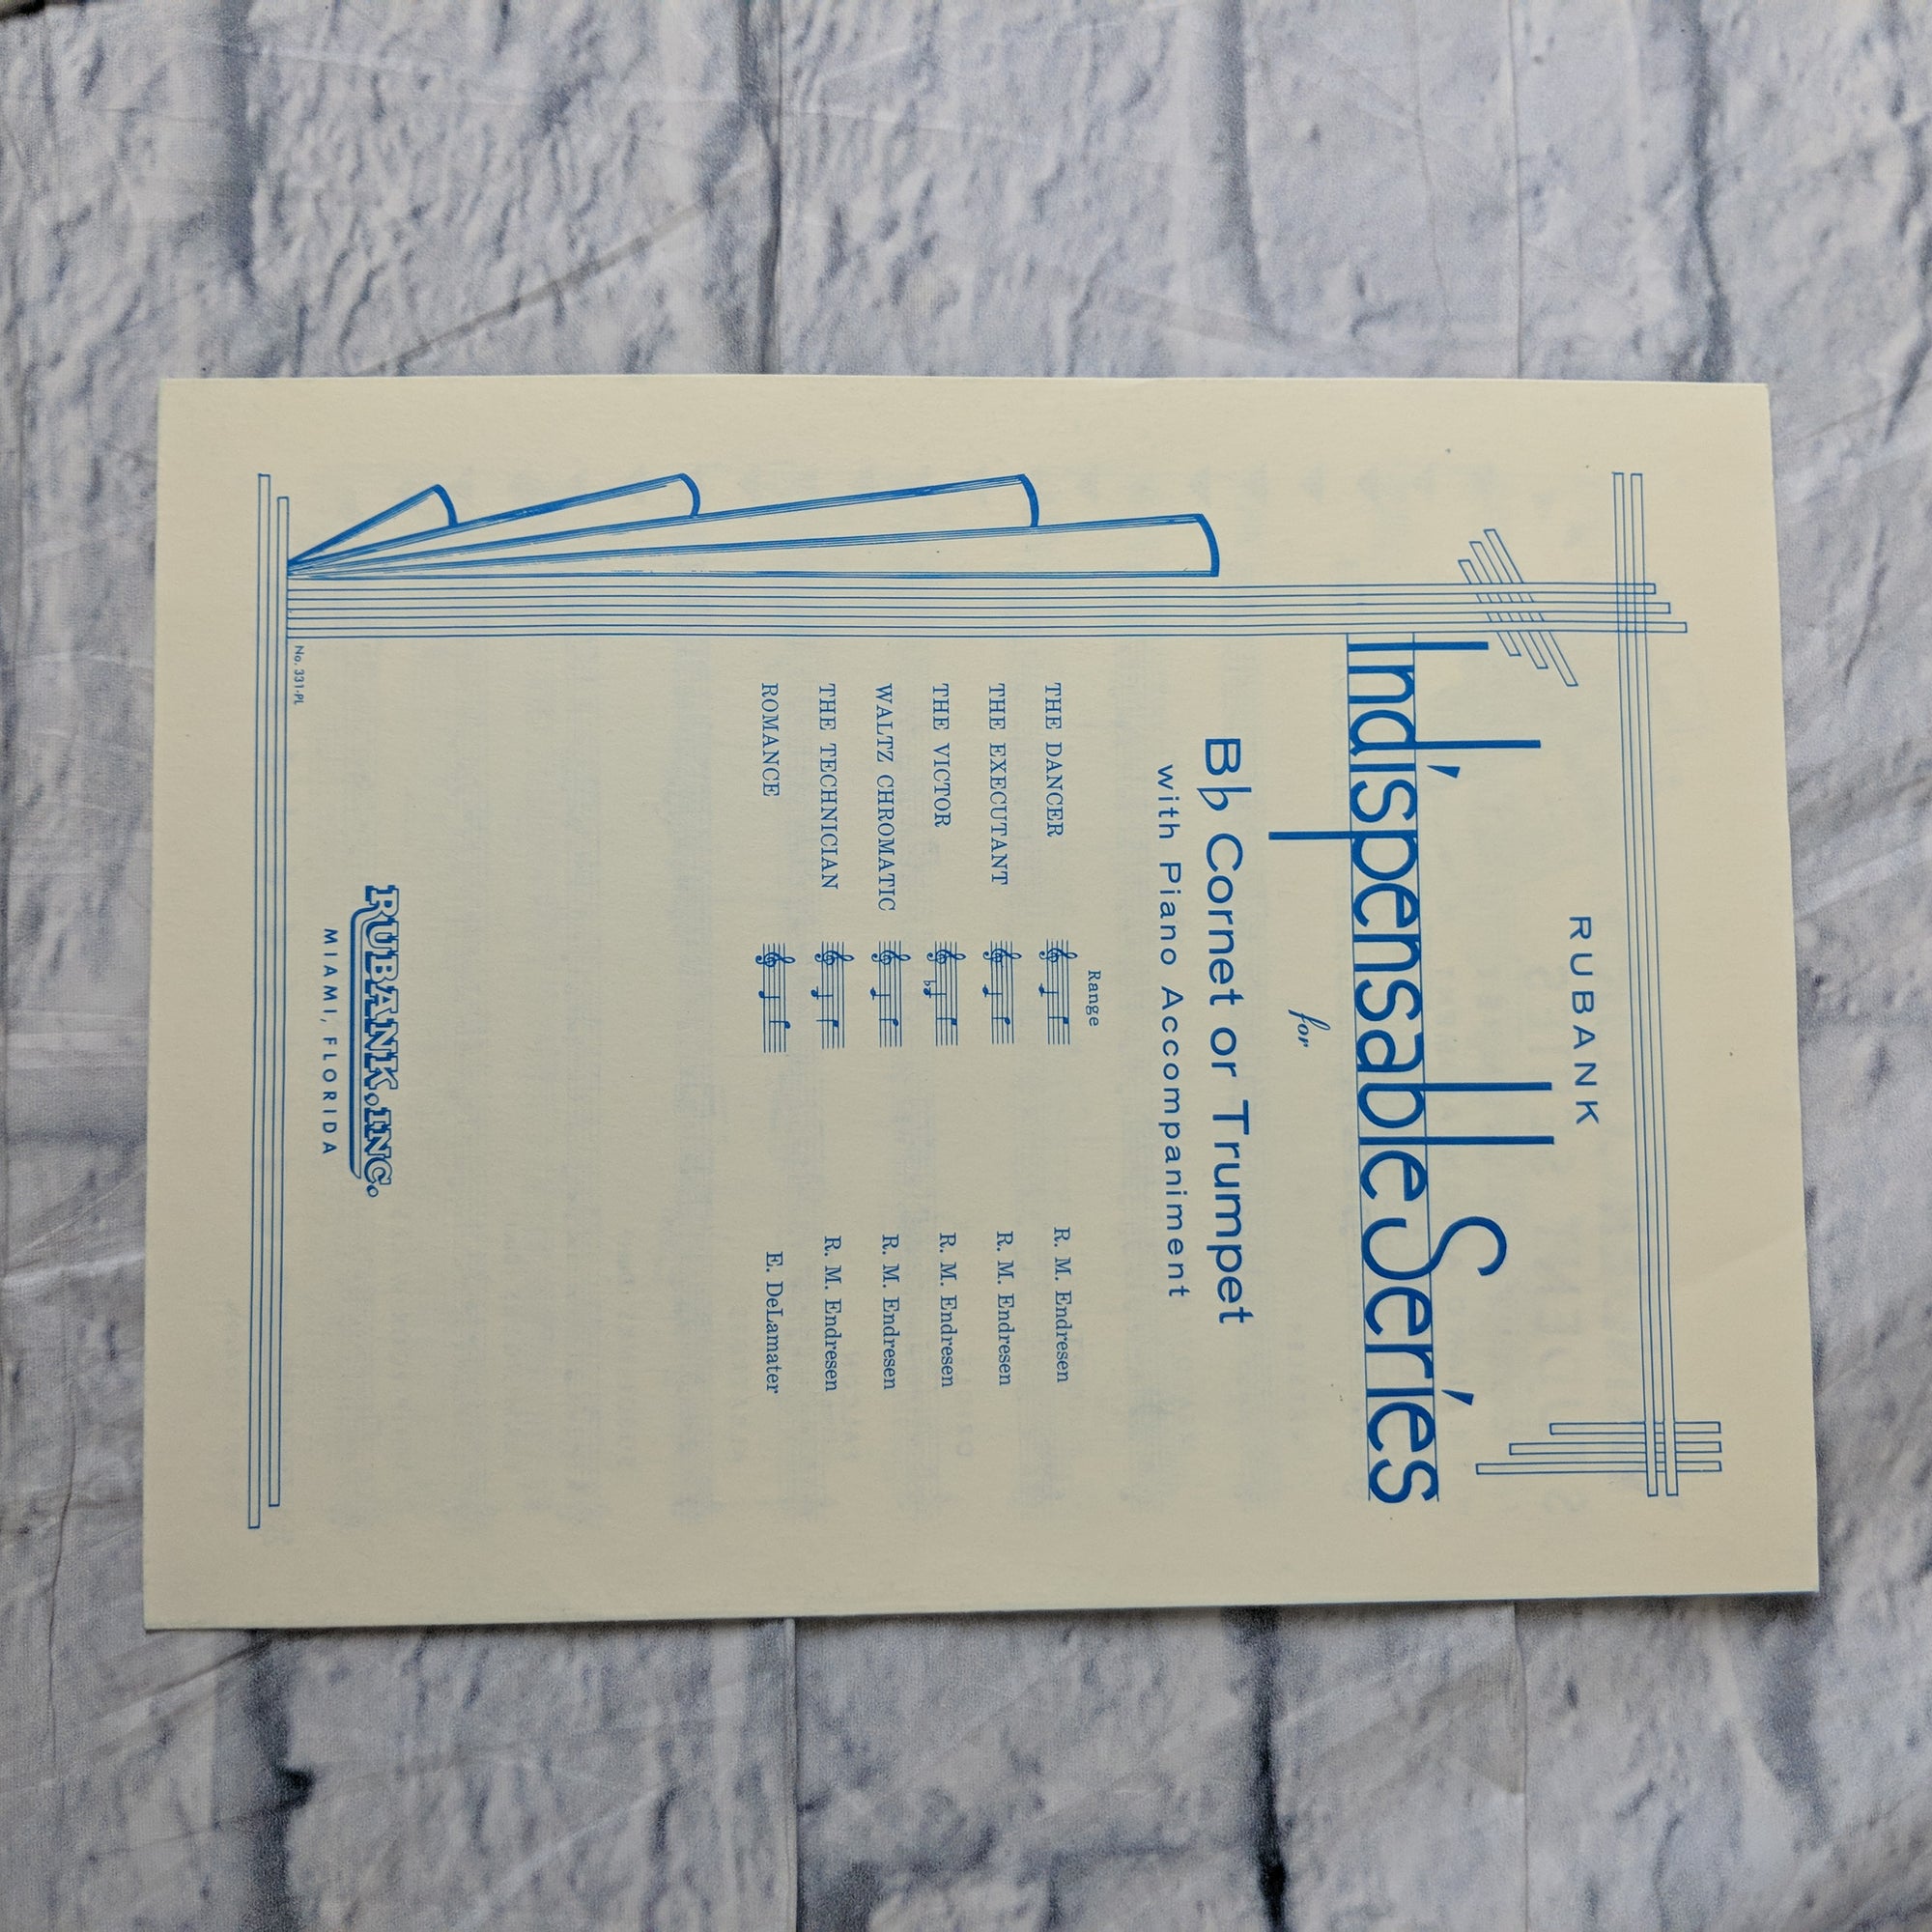 RUBANK
Indispensable Series
for
B♭ Cornet or Trumpet
with Piano Accompaniment
Range
THE DANCER R. M. Endresen
THE EXECUTANT R. M. Endresen
THE VICTOR R. M. Endresen
WALTZ CHROMATIC R. M. Endresen
THE TECHNICIAN R. M. Endresen
ROMANCE E. DeLamater
RUBANK, INC.
MIAMI, FLORIDA
No. 331-PL